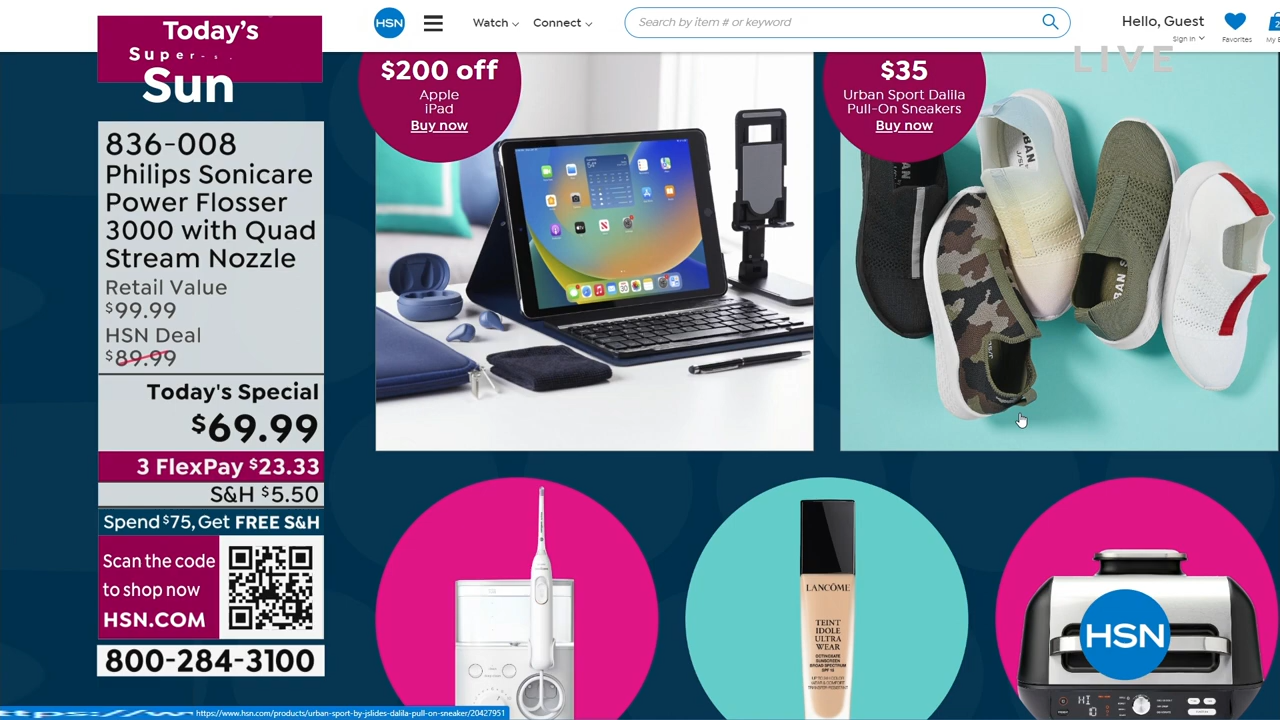 Today's
Super-s
Sun
836-008
Philips Sonicare
Power Flosser
3000 with Quad
Stream Nozzle
Retail Value
$99.99
HSN Deal
$89.99
Today's Special
$69.99
3 FlexPay $23.33
S&H $5.50
Spend $75, Get FREE S&H
Scan the code
to shop now
HSN.COM
800-284-3100
HSN
Watch
Connect
Search by item # or keyword
Hello, Guest
Sign In
Favorites
My
LIVE
$200 off
Apple
iPad
Buy now
$35
Urban Sport Dalila
Pull-On Sneakers
Buy now
LANCÔME
TEINT
IDOLE
ULTRA
WEAR
HSN
https://www.hsn.com/products/urban-sport-by-jslides-dalila-pull-on-sneaker/20427951